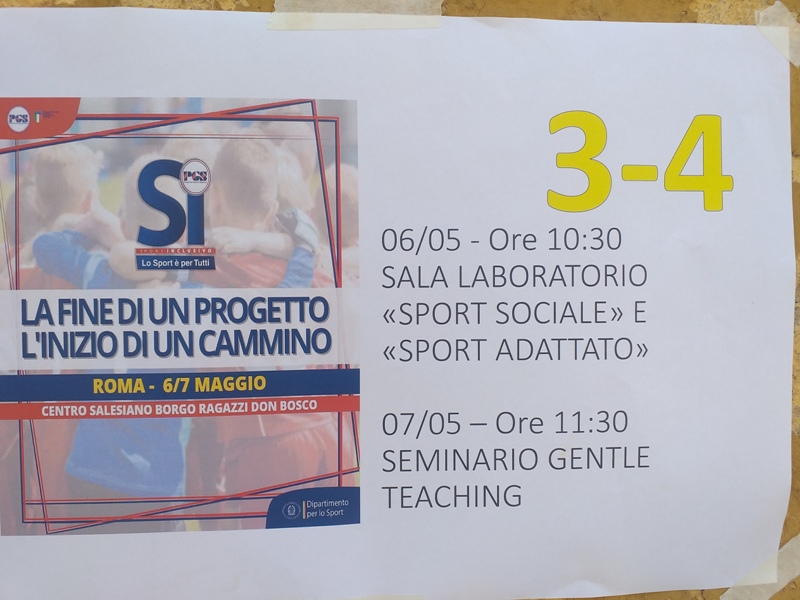 PGS
Si
PGS
SPORT INCLUSIVO
Lo Sport è per Tutti
LA FINE DI UN PROGETTO
L'INIZIO DI UN CAMMINO
ROMA - 6/7 MAGGIO
CENTRO SALESIANO BORGO RAGAZZI DON BOSCO
Dipartimento
per lo Sport
3-4
06/05 - Ore 10:30
SALA LABORATORIO
«SPORT SOCIALE» E
«SPORT ADATTATO»
07/05 – Ore 11:30
SEMINARIO GENTLE
TEACHING